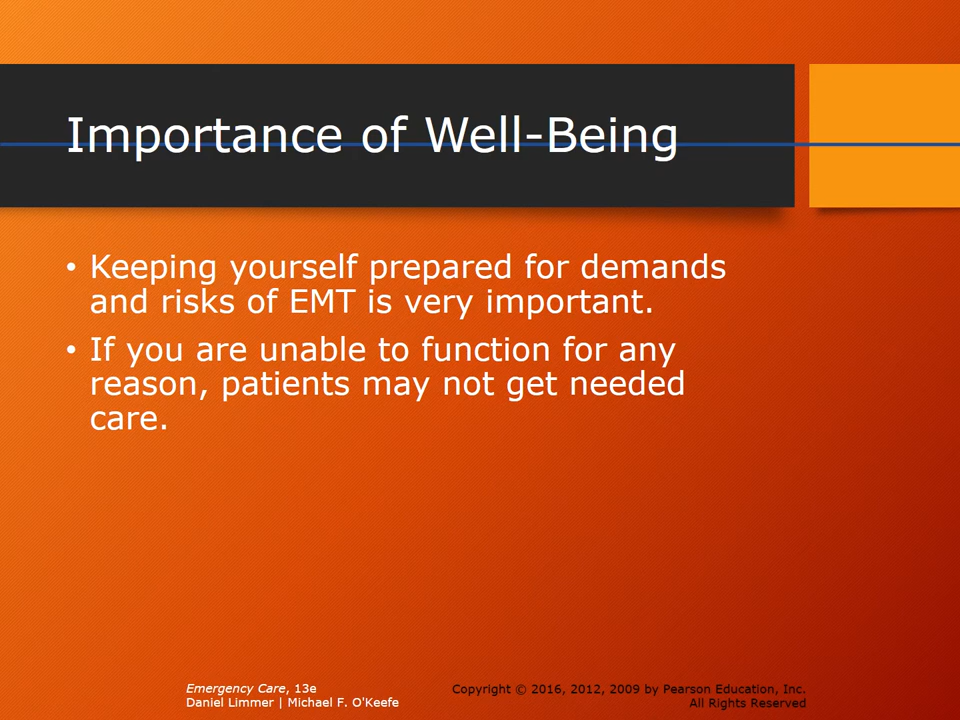 Importance of Well-Being
• Keeping yourself prepared for demands
and risks of EMT is very important.
• If you are unable to function for any
reason, patients may not get needed
care.
Emergency Care, 13e
Daniel Limmer | Michael F. O'Keefe
Copyright © 2016, 2012, 2009 by Pearson Education, Inc.
All Rights Reserved